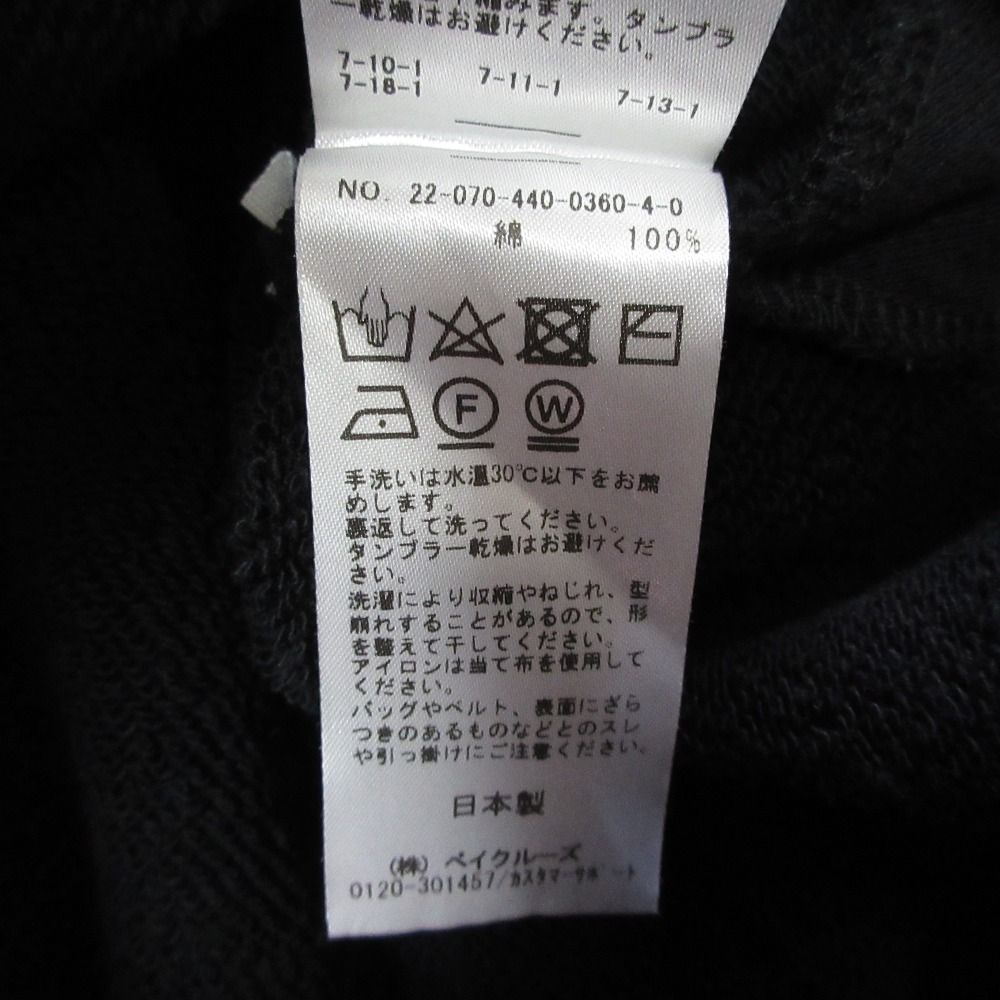 縮みます。タンブラ
ー乾燥はお避けください。
7-10-1 7-11-1 7-13-1
7-18-1
NO. 22-070-440-0360-4-0
綿 100%
F W
手洗いは水温30℃以下をお薦
めします。
裏返して洗ってください。
タンブラー乾燥はお避けくだ
さい。
洗濯により収縮やねじれ、型
崩れすることがあるので、形
を整えて干してください。
アイロンは当て布を使用して
ください。
バッグやベルト、表面にざら
つきのあるものなどとのスレ
や引っ掛けにご注意ください。
日本製
(株) ベイクルーズ
0120-301457/カスタマーサポート